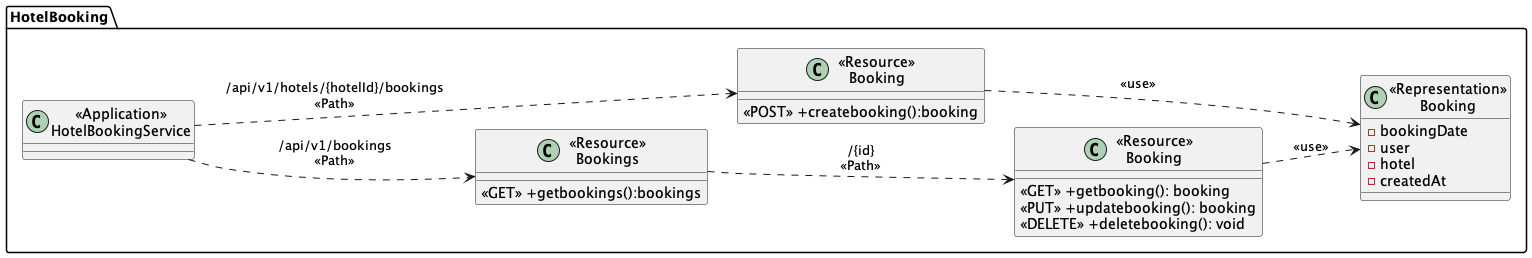 HotelBooking
C
«Application»
HotelBookingService
/api/v1/hotels/{hotelId}/bookings
«Path»
/api/v1/bookings
«Path»
C
«Resource»
Booking
«POST» +createbooking():booking
C
«Resource»
Bookings
«GET» +getbookings():bookings
/{id}
«Path»
C
«Resource»
Booking
«GET» +getbooking(): booking
«PUT» +updatebooking(): booking
«DELETE» +deletebooking(): void
«use»
«use»
C
«Representation»
Booking
bookingDate
user
hotel
createdAt